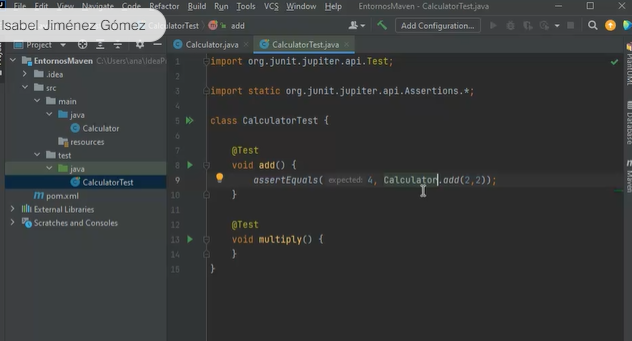 File Edit View Navigate Code Refactor Build Run Tools VCS Window Help EntornosMaven - CalculatorTest.java
Isabel Jiménez Gómez
CalculatorTest add
Add Configuration...
Project
Calculator.java
CalculatorTest.java
EntornosMaven
.idea
src
main
java
Calculator
resources
test
java
CalculatorTest
pom.xml
External Libraries
Scratches and Consoles
1 import org.junit.jupiter.api.Test;
2
3 import static org.junit.jupiter.api.Assertions.*;
4
5 class CalculatorTest {
6
7 @Test
8 void add() {
9 assertEquals( expected: 4, Calculator.add(2,2));
10 }
11
12 @Test
13 void multiply() {
14 }
15 }
PlantUML
Database
Maven